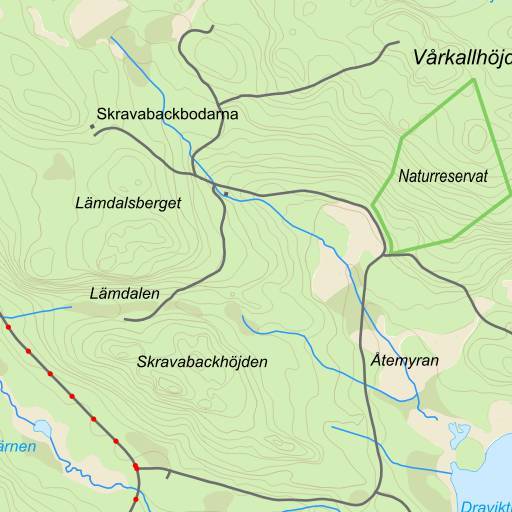 Vårkallhöjd
Skravabackbodarna
Naturreservat
Lämdalsberget
Lämdalen
Skravabackhöjden
Åtemyran
ärnen
Dravikt